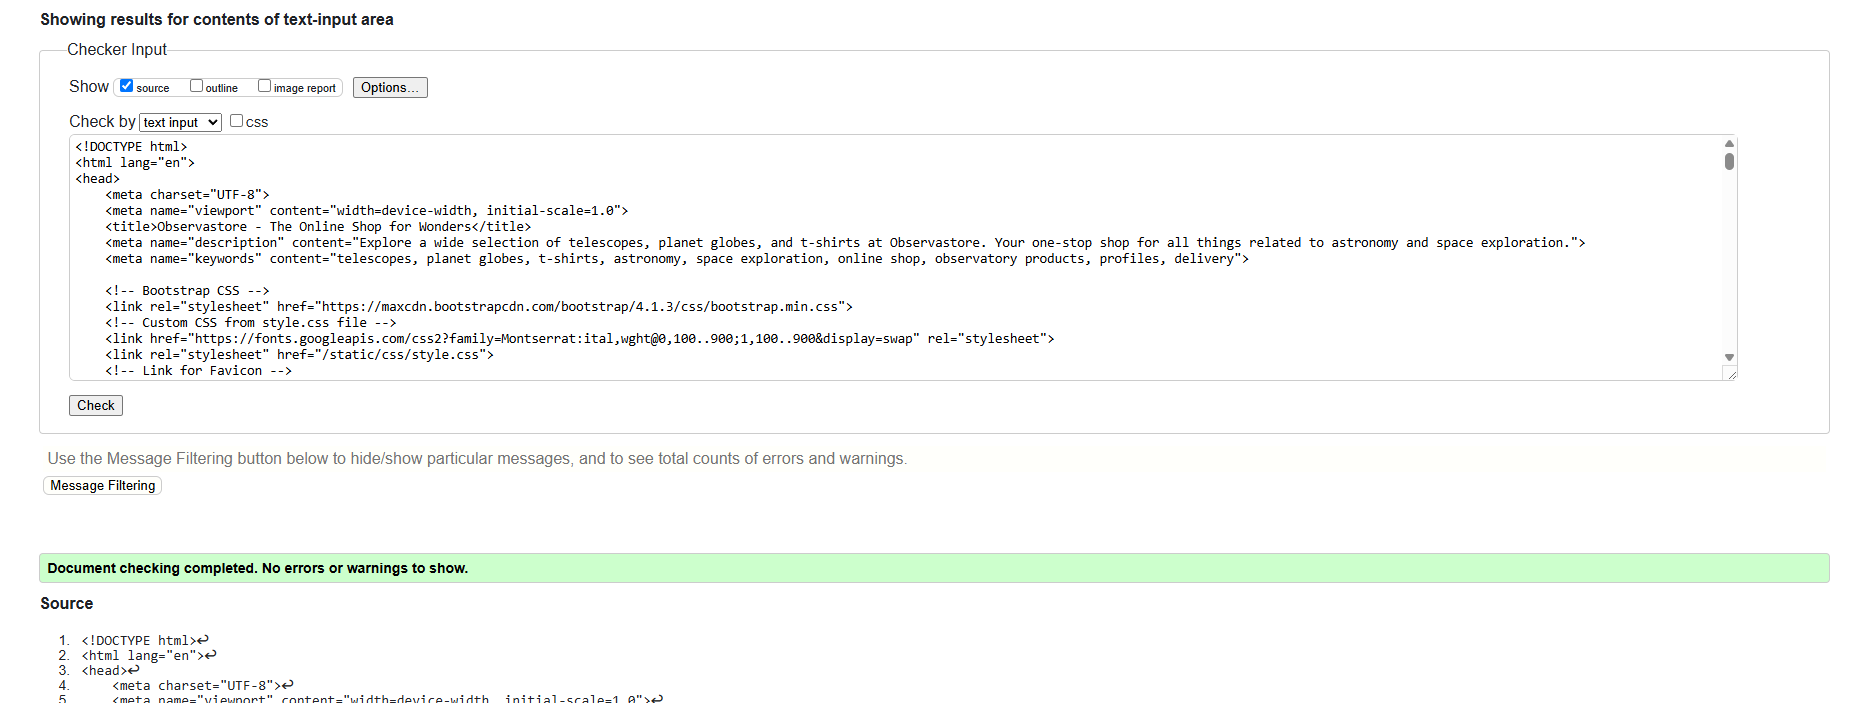 Showing results for contents of text-input area
Checker Input
Show source outline image report Options...
Check by text input css
<!DOCTYPE html>
<html lang="en">
<head>
    <meta charset="UTF-8">
    <meta name="viewport" content="width=device-width, initial-scale=1.0">
    <title>Observastore - The Online Shop for Wonders</title>
    <meta name="description" content="Explore a wide selection of telescopes, planet globes, and t-shirts at Observastore. Your one-stop shop for all things related to astronomy and space exploration.">
    <meta name="keywords" content="telescopes, planet globes, t-shirts, astronomy, space exploration, online shop, observatory products, profiles, delivery">
    <!-- Bootstrap CSS -->
    <link rel="stylesheet" href="https://maxcdn.bootstrapcdn.com/bootstrap/4.1.3/css/bootstrap.min.css">
    <!-- Custom CSS from style.css file -->
    <link href="https://fonts.googleapis.com/css2?family=Montserrat:ital,wght@0,100..900;1,100..900&display=swap" rel="stylesheet">
    <link rel="stylesheet" href="/static/css/style.css">
    <!-- Link for Favicon -->
Check
Use the Message Filtering button below to hide/show particular messages, and to see total counts of errors and warnings.
Message Filtering
Document checking completed. No errors or warnings to show.
Source
1. <!DOCTYPE html>↩
2. <html lang="en">↩
3. <head>↩
4.     <meta charset="UTF-8">↩
5.     <meta name="viewport" content="width=device-width, initial-scale=1.0">↩